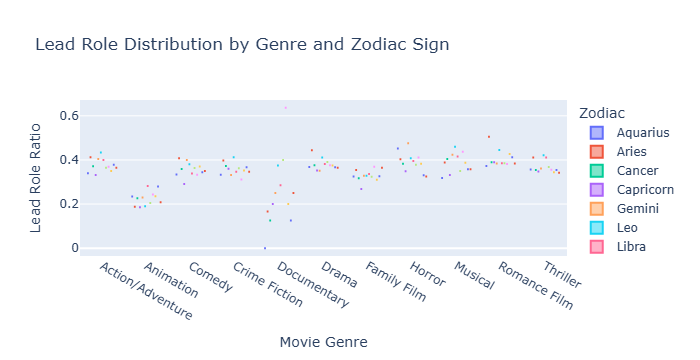 Lead Role Distribution by Genre and Zodiac Sign
Zodiac
Aquarius
Aries
Cancer
Capricorn
Gemini
Leo
Libra
Lead Role Ratio
0.6
0.4
0.2
0
Action/Adventure
Animation
Comedy
Crime Fiction
Documentary
Drama
Family Film
Horror
Musical
Romance Film
Thriller
Movie Genre